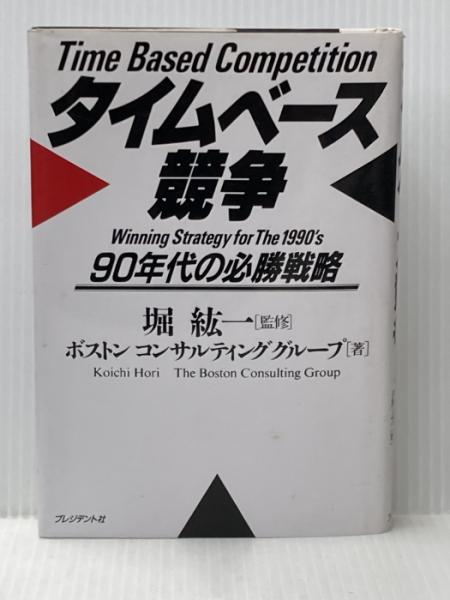 Time Based Competition
タイムベース
競争
Winning Strategy for The 1990's
90年代の必勝戦略
堀 紘一[監修]
ボストン コンサルティンググループ[著]
Koichi Hori The Boston Consulting Group
プレジデント社